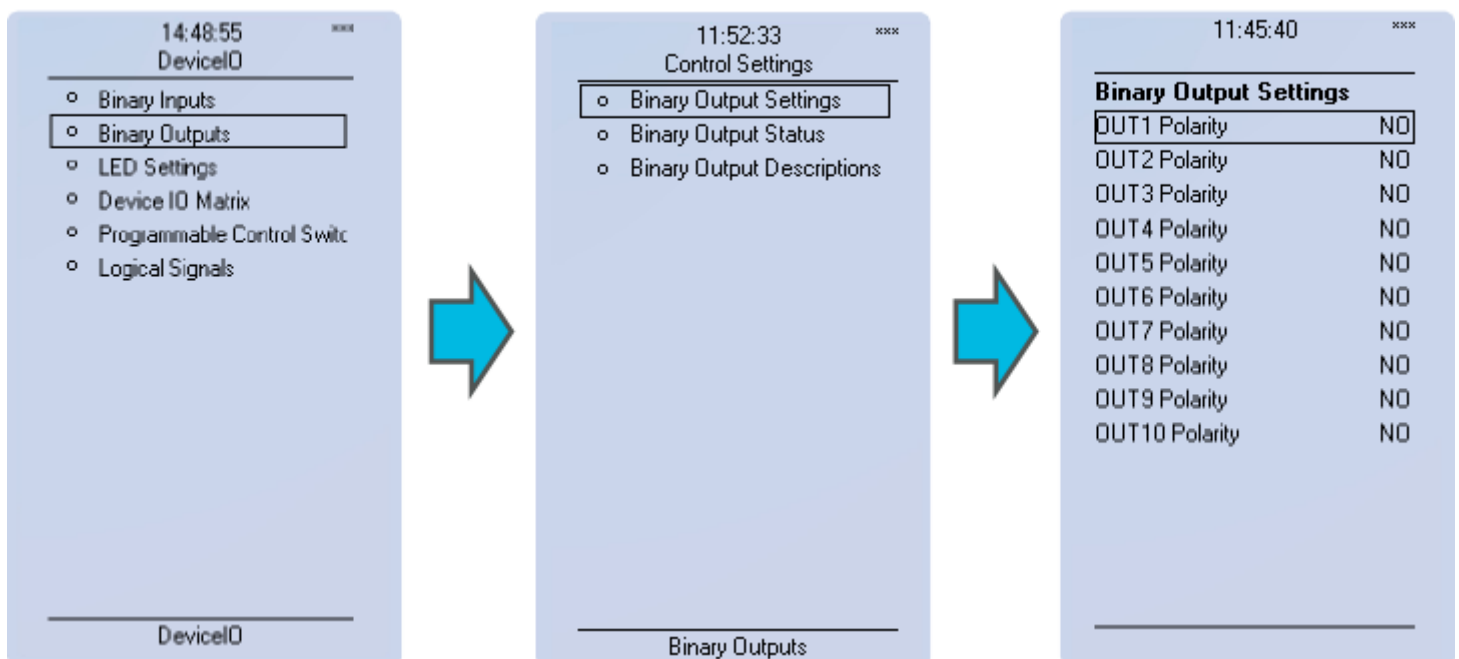 14:48:55 ***
DeviceIO
Binary Inputs
Binary Outputs
LED Settings
Device IO Matrix
Programmable Control Switc
Logical Signals
DeviceIO
11:52:33 ***
Control Settings
Binary Output Settings
Binary Output Status
Binary Output Descriptions
Binary Outputs
11:45:40 ***
Binary Output Settings
OUT1 Polarity NO
OUT2 Polarity NO
OUT3 Polarity NO
OUT4 Polarity NO
OUT5 Polarity NO
OUT6 Polarity NO
OUT7 Polarity NO
OUT8 Polarity NO
OUT9 Polarity NO
OUT10 Polarity NO